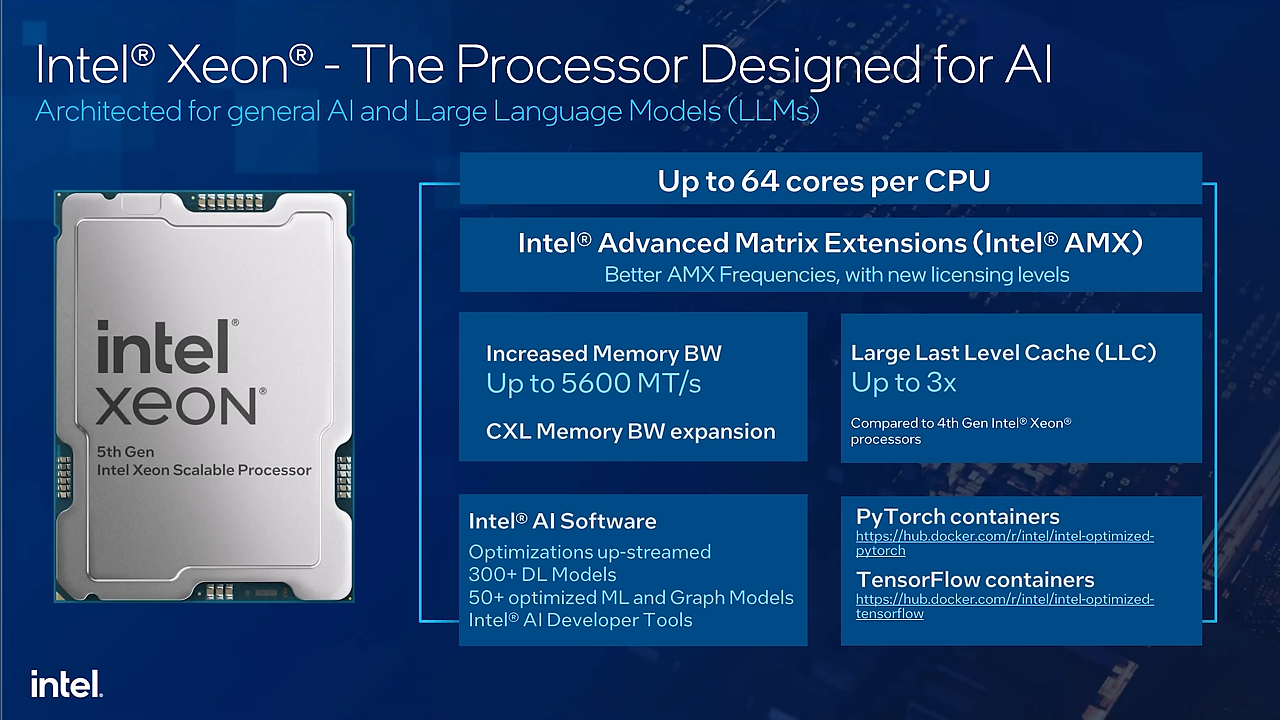 Intel® Xeon® - The Processor Designed for AI
Architected for general AI and Large Language Models (LLMs)
intel®
xeon®
5th Gen
Intel Xeon Scalable Processor
Up to 64 cores per CPU
Intel® Advanced Matrix Extensions (Intel® AMX)
Better AMX Frequencies, with new licensing levels
Increased Memory BW
Up to 5600 MT/s
CXL Memory BW expansion
Large Last Level Cache (LLC)
Up to 3x
Compared to 4th Gen Intel® Xeon®
processors
Intel® AI Software
Optimizations up-streamed
300+ DL Models
50+ optimized ML and Graph Models
Intel® AI Developer Tools
PyTorch containers
https://hub.docker.com/r/intel/intel-optimized-
pytorch
TensorFlow containers
https://hub.docker.com/r/intel/intel-optimized-
tensorflow
intel.